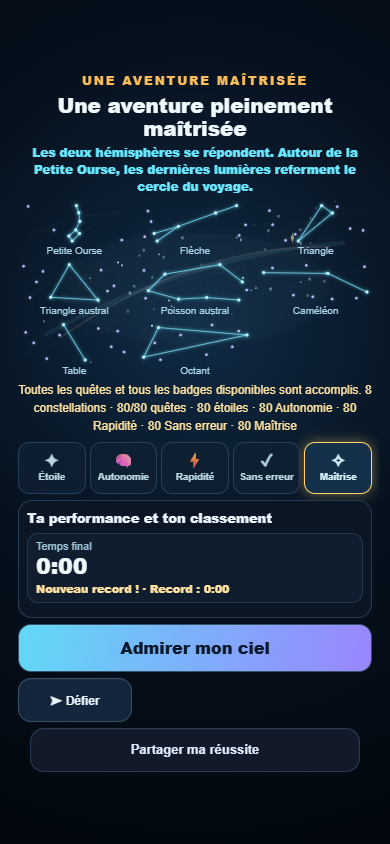 UNE AVENTURE MAÎTRISÉE
Une aventure pleinement
maîtrisée
Les deux hémisphères se répondent. Autour de la
Petite Ourse, les dernières lumières referment le
cercle du voyage.
Petite Ourse
Flèche
Triangle
Triangle austral
Poisson austral
Caméléon
Table
Octant
Toutes les quêtes et tous les badges disponibles sont accomplis. 8
constellations · 80/80 quêtes · 80 étoiles · 80 Autonomie · 80
Rapidité · 80 Sans erreur · 80 Maîtrise
Étoile
Autonomie
Rapidité
Sans erreur
Maîtrise
Ta performance et ton classement
Temps final
0:00
Nouveau record ! · Record : 0:00
Admirer mon ciel
➤ Défier
Partager ma réussite